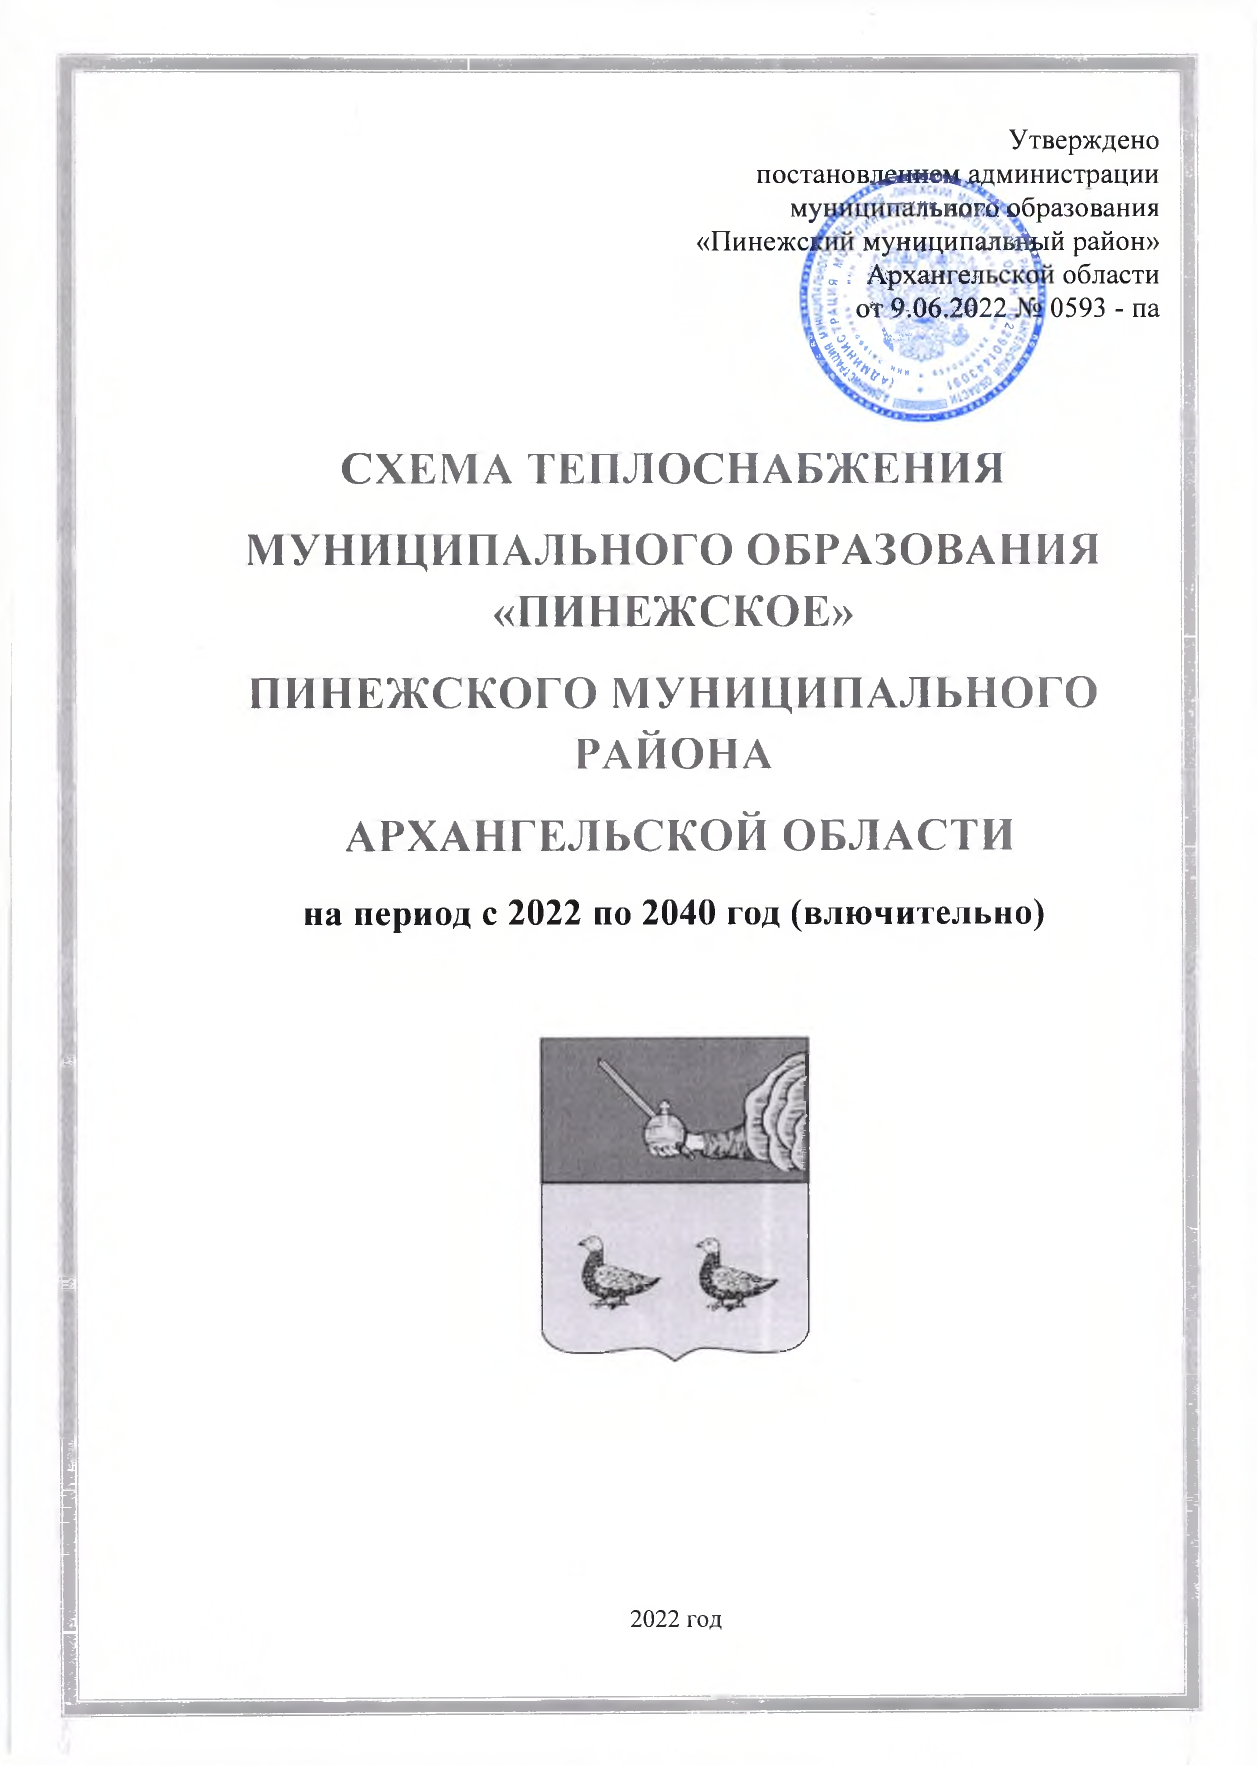 Утверждено
постановлением администрации
муниципального образования
«Пинежский муниципальный район»
Архангельской области
от 9.06.2022 № 0593 - па
СХЕМА ТЕПЛОСНАБЖЕНИЯ
МУНИЦИПАЛЬНОГО ОБРАЗОВАНИЯ
«ПИНЕЖСКОЕ»
ПИНЕЖСКОГО МУНИЦИПАЛЬНОГО
РАЙОНА
АРХАНГЕЛЬСКОЙ ОБЛАСТИ
на период с 2022 по 2040 год (влючительно)
2022 год